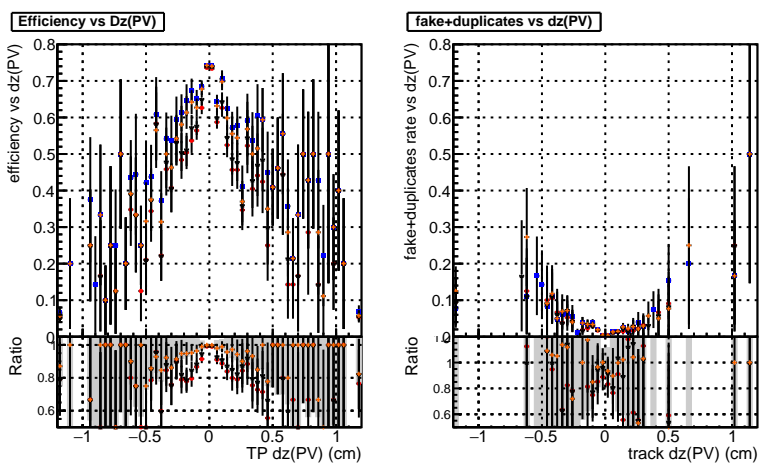 Efficiency vs Dz(PV)
efficiency vs dz(PV)
0.8
0.7
0.6
0.5
0.4
0.3
0.2
0.1
0
Ratio
1
0.8
0.6
−1 −0.5 0 0.5 1
TP dz(PV) (cm)
fake+duplicates vs dz(PV)
fake+duplicates rate vs dz(PV)
0.8
0.7
0.6
0.5
0.4
0.3
0.2
0.1
Ratio
1
0.8
0.6
−1 −0.5 0 0.5 1
track dz(PV) (cm)